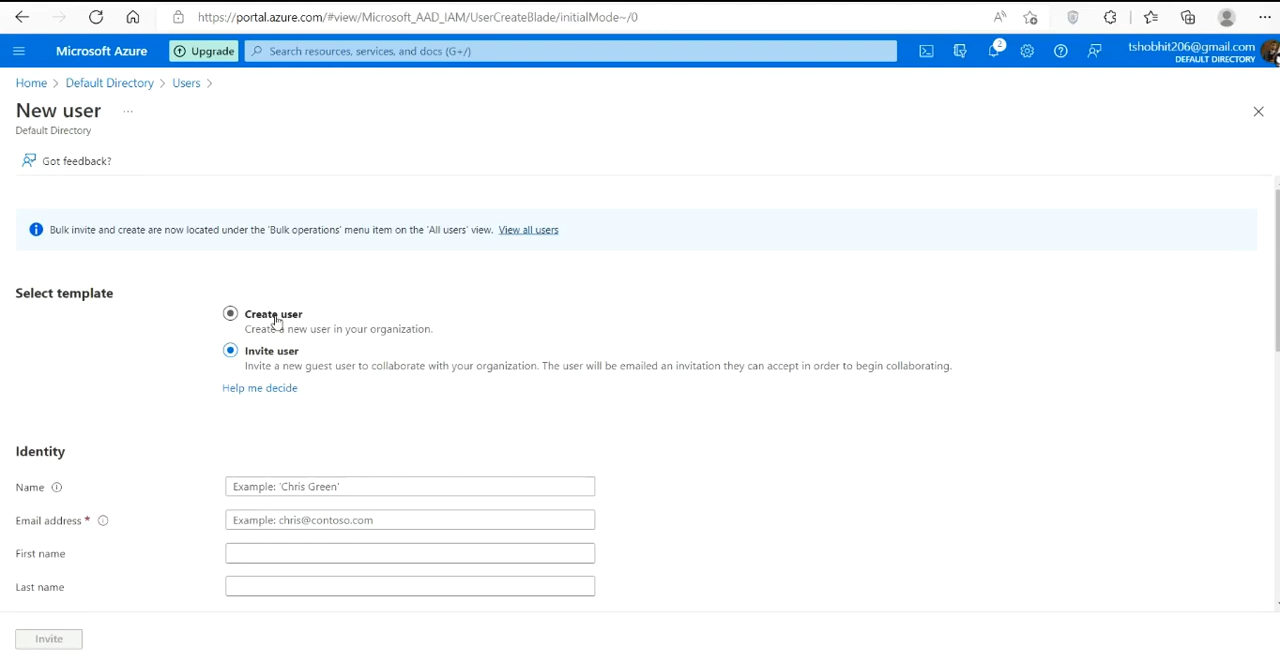 https://portal.azure.com/#view/Microsoft_AAD_IAM/UserCreateBlade/initialMode~/0
Microsoft Azure
Upgrade
Search resources, services, and docs (G+/)
2
tshobhit206@gmail.com
DEFAULT DIRECTORY
Home > Default Directory > Users >
New user ...
Default Directory
Got feedback?
Bulk invite and create are now located under the 'Bulk operations' menu item on the 'All users' view. View all users
Select template
Create user
Create a new user in your organization.
Invite user
Invite a new guest user to collaborate with your organization. The user will be emailed an invitation they can accept in order to begin collaborating.
Help me decide
Identity
Name
Example: 'Chris Green'
Email address *
Example: chris@contoso.com
First name
Last name
Invite